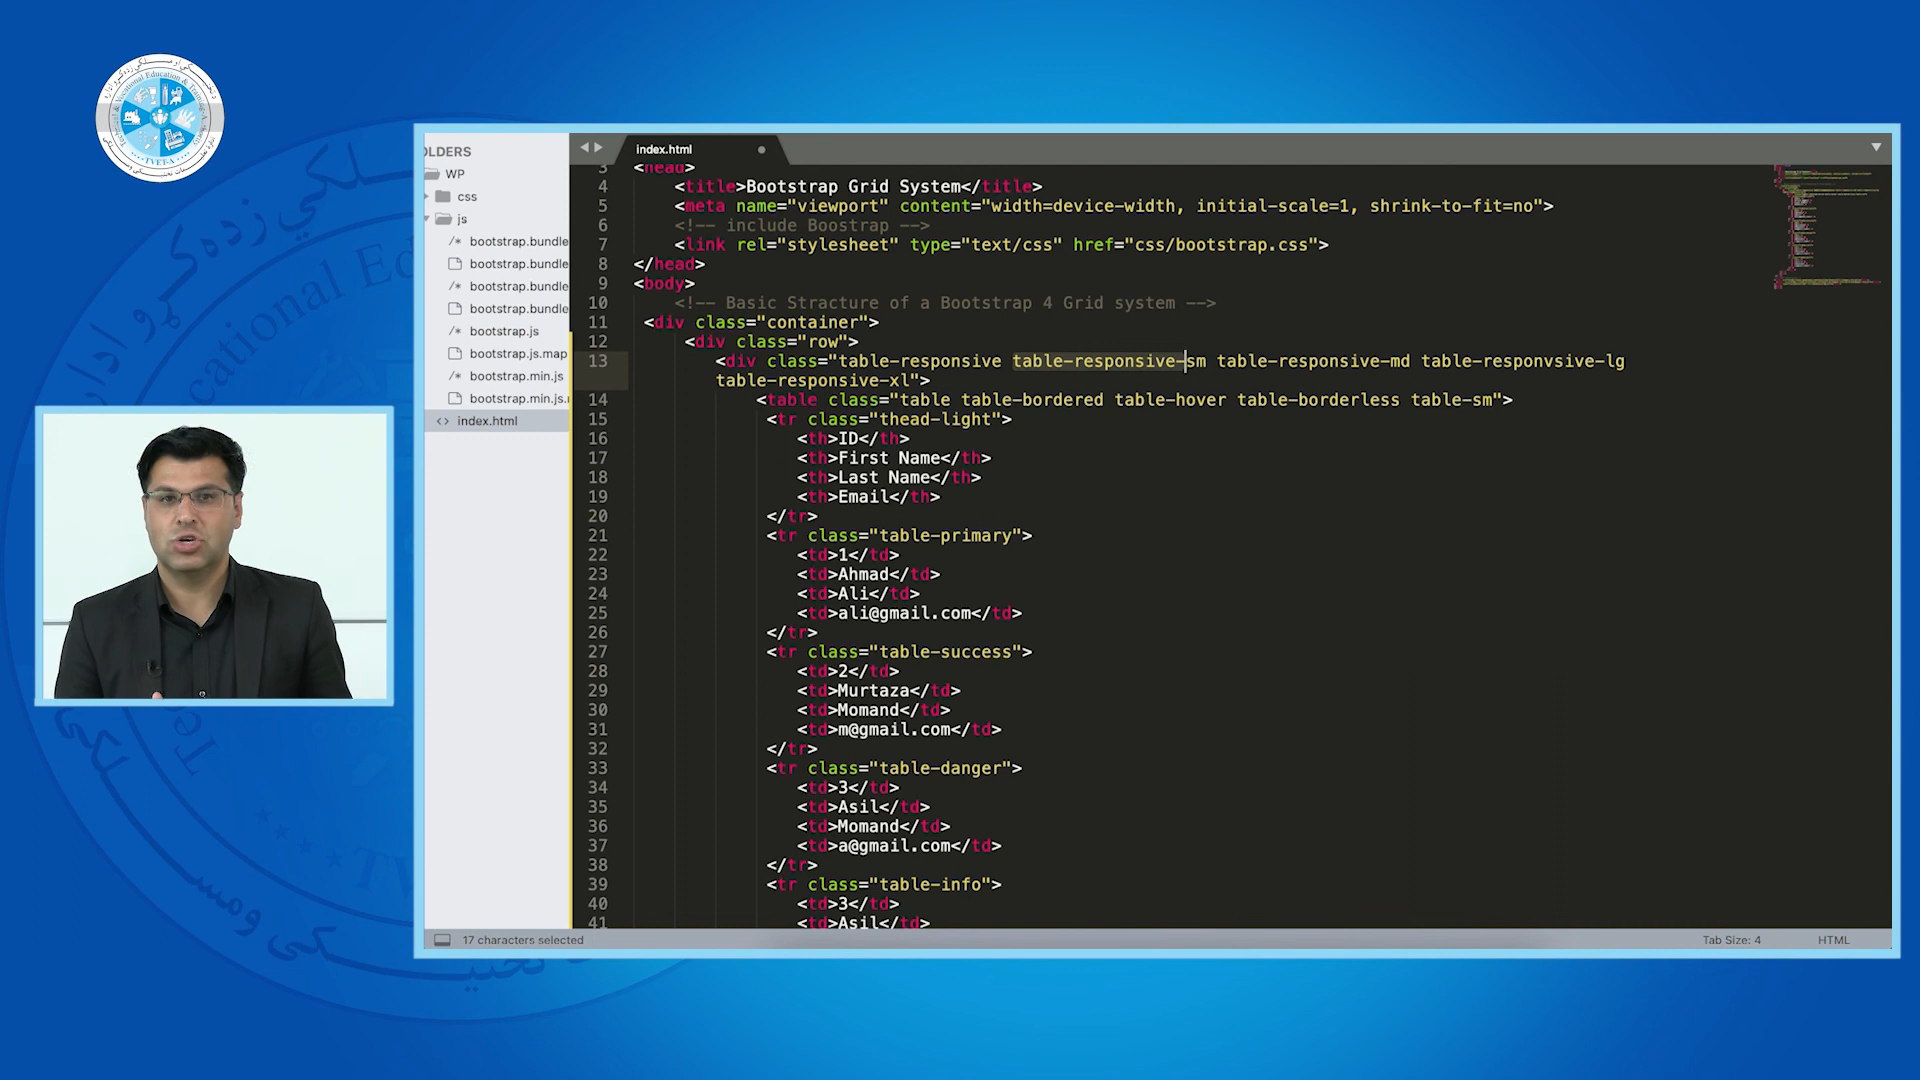 Technical & Vocational Education & Training-A
TVET-A
OLDERS
WP
css
js
bootstrap.bundle
bootstrap.bundle
bootstrap.bundle
bootstrap.bundle
bootstrap.js
bootstrap.js.map
bootstrap.min.js
bootstrap.min.js.
index.html
index.html
3 <head>
4 <title>Bootstrap Grid System</title>
5 <meta name="viewport" content="width=device-width, initial-scale=1, shrink-to-fit=no">
6 <!-- include Boostrap -->
7 <link rel="stylesheet" type="text/css" href="css/bootstrap.css">
8 </head>
9 <body>
10 <!-- Basic Stracture of a Bootstrap 4 Grid system -->
11 <div class="container">
12 <div class="row">
13 <div class="table-responsive table-responsive-sm table-responsive-md table-responvsive-lg
table-responsive-xl">
14 <table class="table table-bordered table-hover table-borderless table-sm">
15 <tr class="thead-light">
16 <th>ID</th>
17 <th>First Name</th>
18 <th>Last Name</th>
19 <th>Email</th>
20 </tr>
21 <tr class="table-primary">
22 <td>1</td>
23 <td>Ahmad</td>
24 <td>Ali</td>
25 <td>ali@gmail.com</td>
26 </tr>
27 <tr class="table-success">
28 <td>2</td>
29 <td>Murtaza</td>
30 <td>Momand</td>
31 <td>m@gmail.com</td>
32 </tr>
33 <tr class="table-danger">
34 <td>3</td>
35 <td>Asil</td>
36 <td>Momand</td>
37 <td>a@gmail.com</td>
38 </tr>
39 <tr class="table-info">
40 <td>3</td>
41 <td>Asil</td>
17 characters selected
Tab Size: 4
HTML